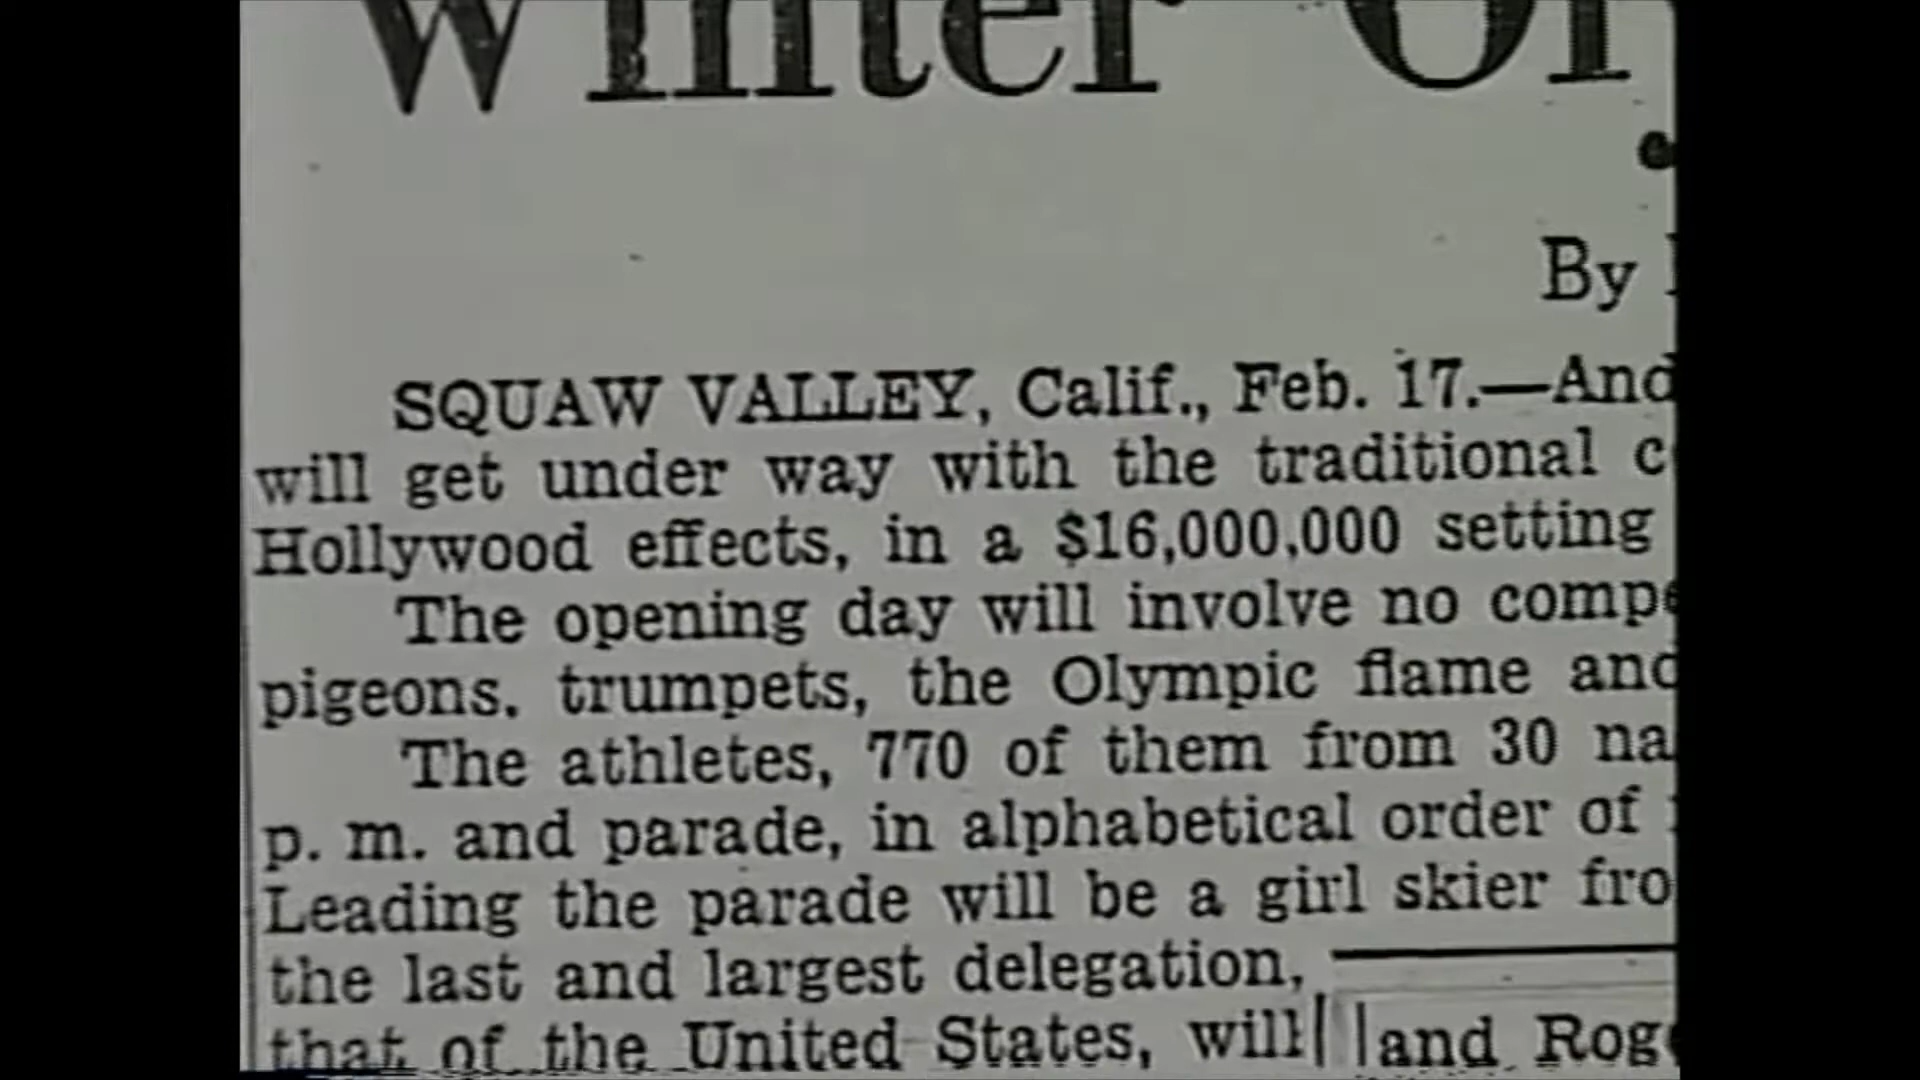 Winter
By
SQUAW VALLEY, Calif., Feb. 17.—And
will get under way with the traditional
Hollywood effects, in a $16,000,000 setting
The opening day will involve no
pigeons. trumpets, the Olympic flame and
The athletes, 770 of them from 30
p. m. and parade, in alphabetical order of
Leading the parade will be a girl skier
the last and largest delegation,
that of the United States, will
and